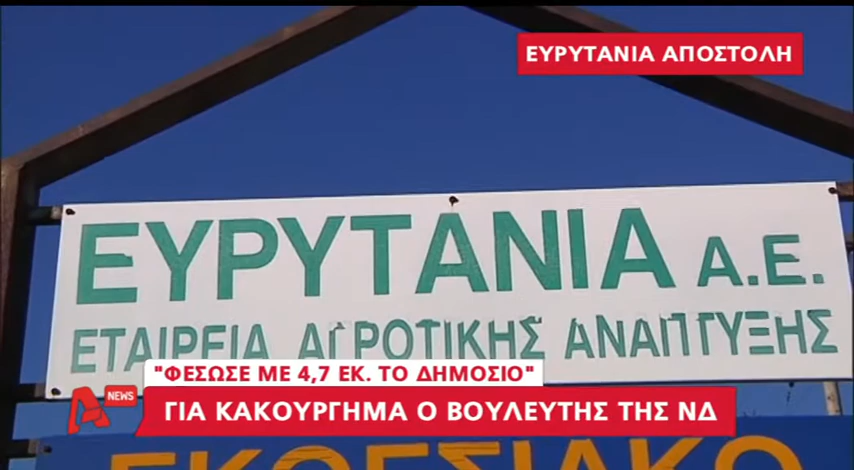 ΕΥΡΥΤΑΝΙΑ ΑΠΟΣΤΟΛΗ
ΕΥΡΥΤΑΝΙΑ Α.Ε.
ΕΤΑΙΡΕΙΑ ΑΓΡΟΤΙΚΗΣ ΑΝΑΠΤΥΞΗΣ
"ΦΕΣΩΣΕ ΜΕ 4,7 ΕΚ. ΤΟ ΔΗΜΟΣΙΟ"
NEWS
ΓΙΑ ΚΑΚΟΥΡΓΗΜΑ Ο ΒΟΥΛΕΥΤΗΣ ΤΗΣ ΝΔ